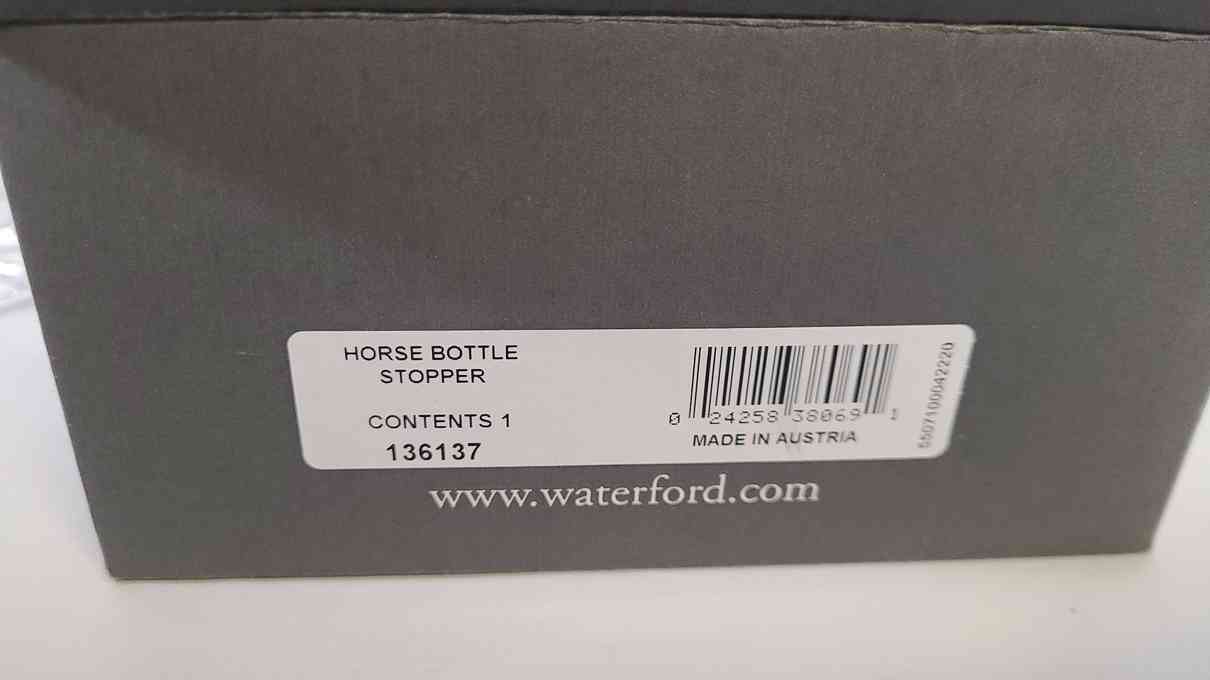 HORSE BOTTLE
STOPPER
CONTENTS 1
136137
0 24258 38069 1
MADE IN AUSTRIA
5507100042220
www.waterford.com